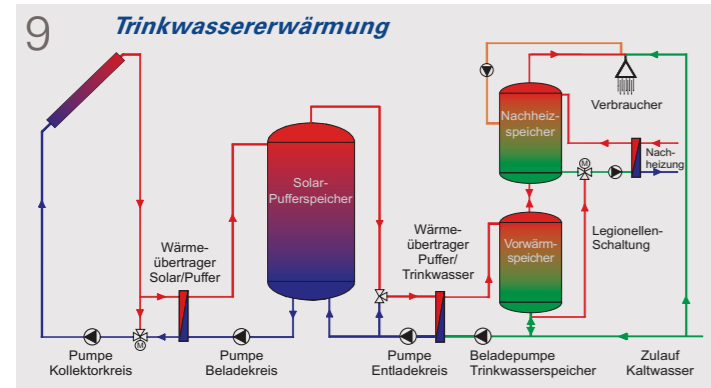 9
Trinkwassererwärmung
Verbraucher
Nachheiz-
speicher
Nach-
heizung
M
Solar-
Pufferspeicher
Wärme-
übertrager
Solar/Puffer
Wärme-
übertrager
Puffer/
Trinkwasser
Vorwärm-
speicher
Legionellen-
Schaltung
M
Pumpe
Kollektorkreis
Pumpe
Beladekreis
Pumpe
Entladekreis
Beladepumpe
Trinkwasserspeicher
Zulauf
Kaltwasser